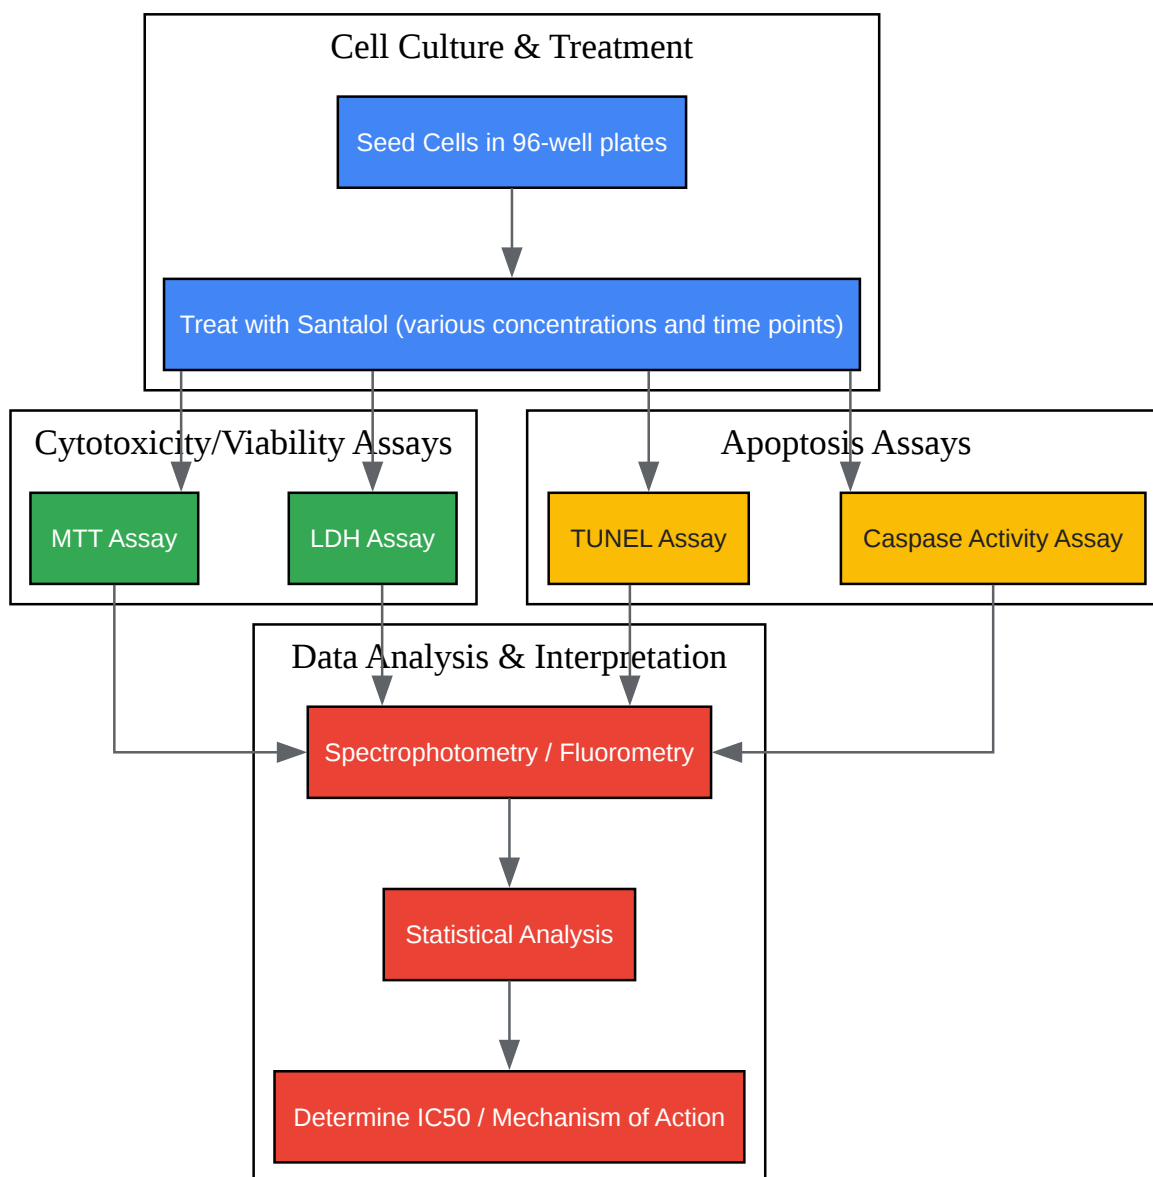 Cell Culture & Treatment
Seed Cells in 96-well plates
Treat with Santalol (various concentrations and time points)
Cytotoxicity/Viability Assays
MTT Assay
LDH Assay
Apoptosis Assays
TUNEL Assay
Caspase Activity Assay
Data Analysis & Interpretation
Spectrophotometry / Fluorometry
Statistical Analysis
Determine IC50 / Mechanism of Action